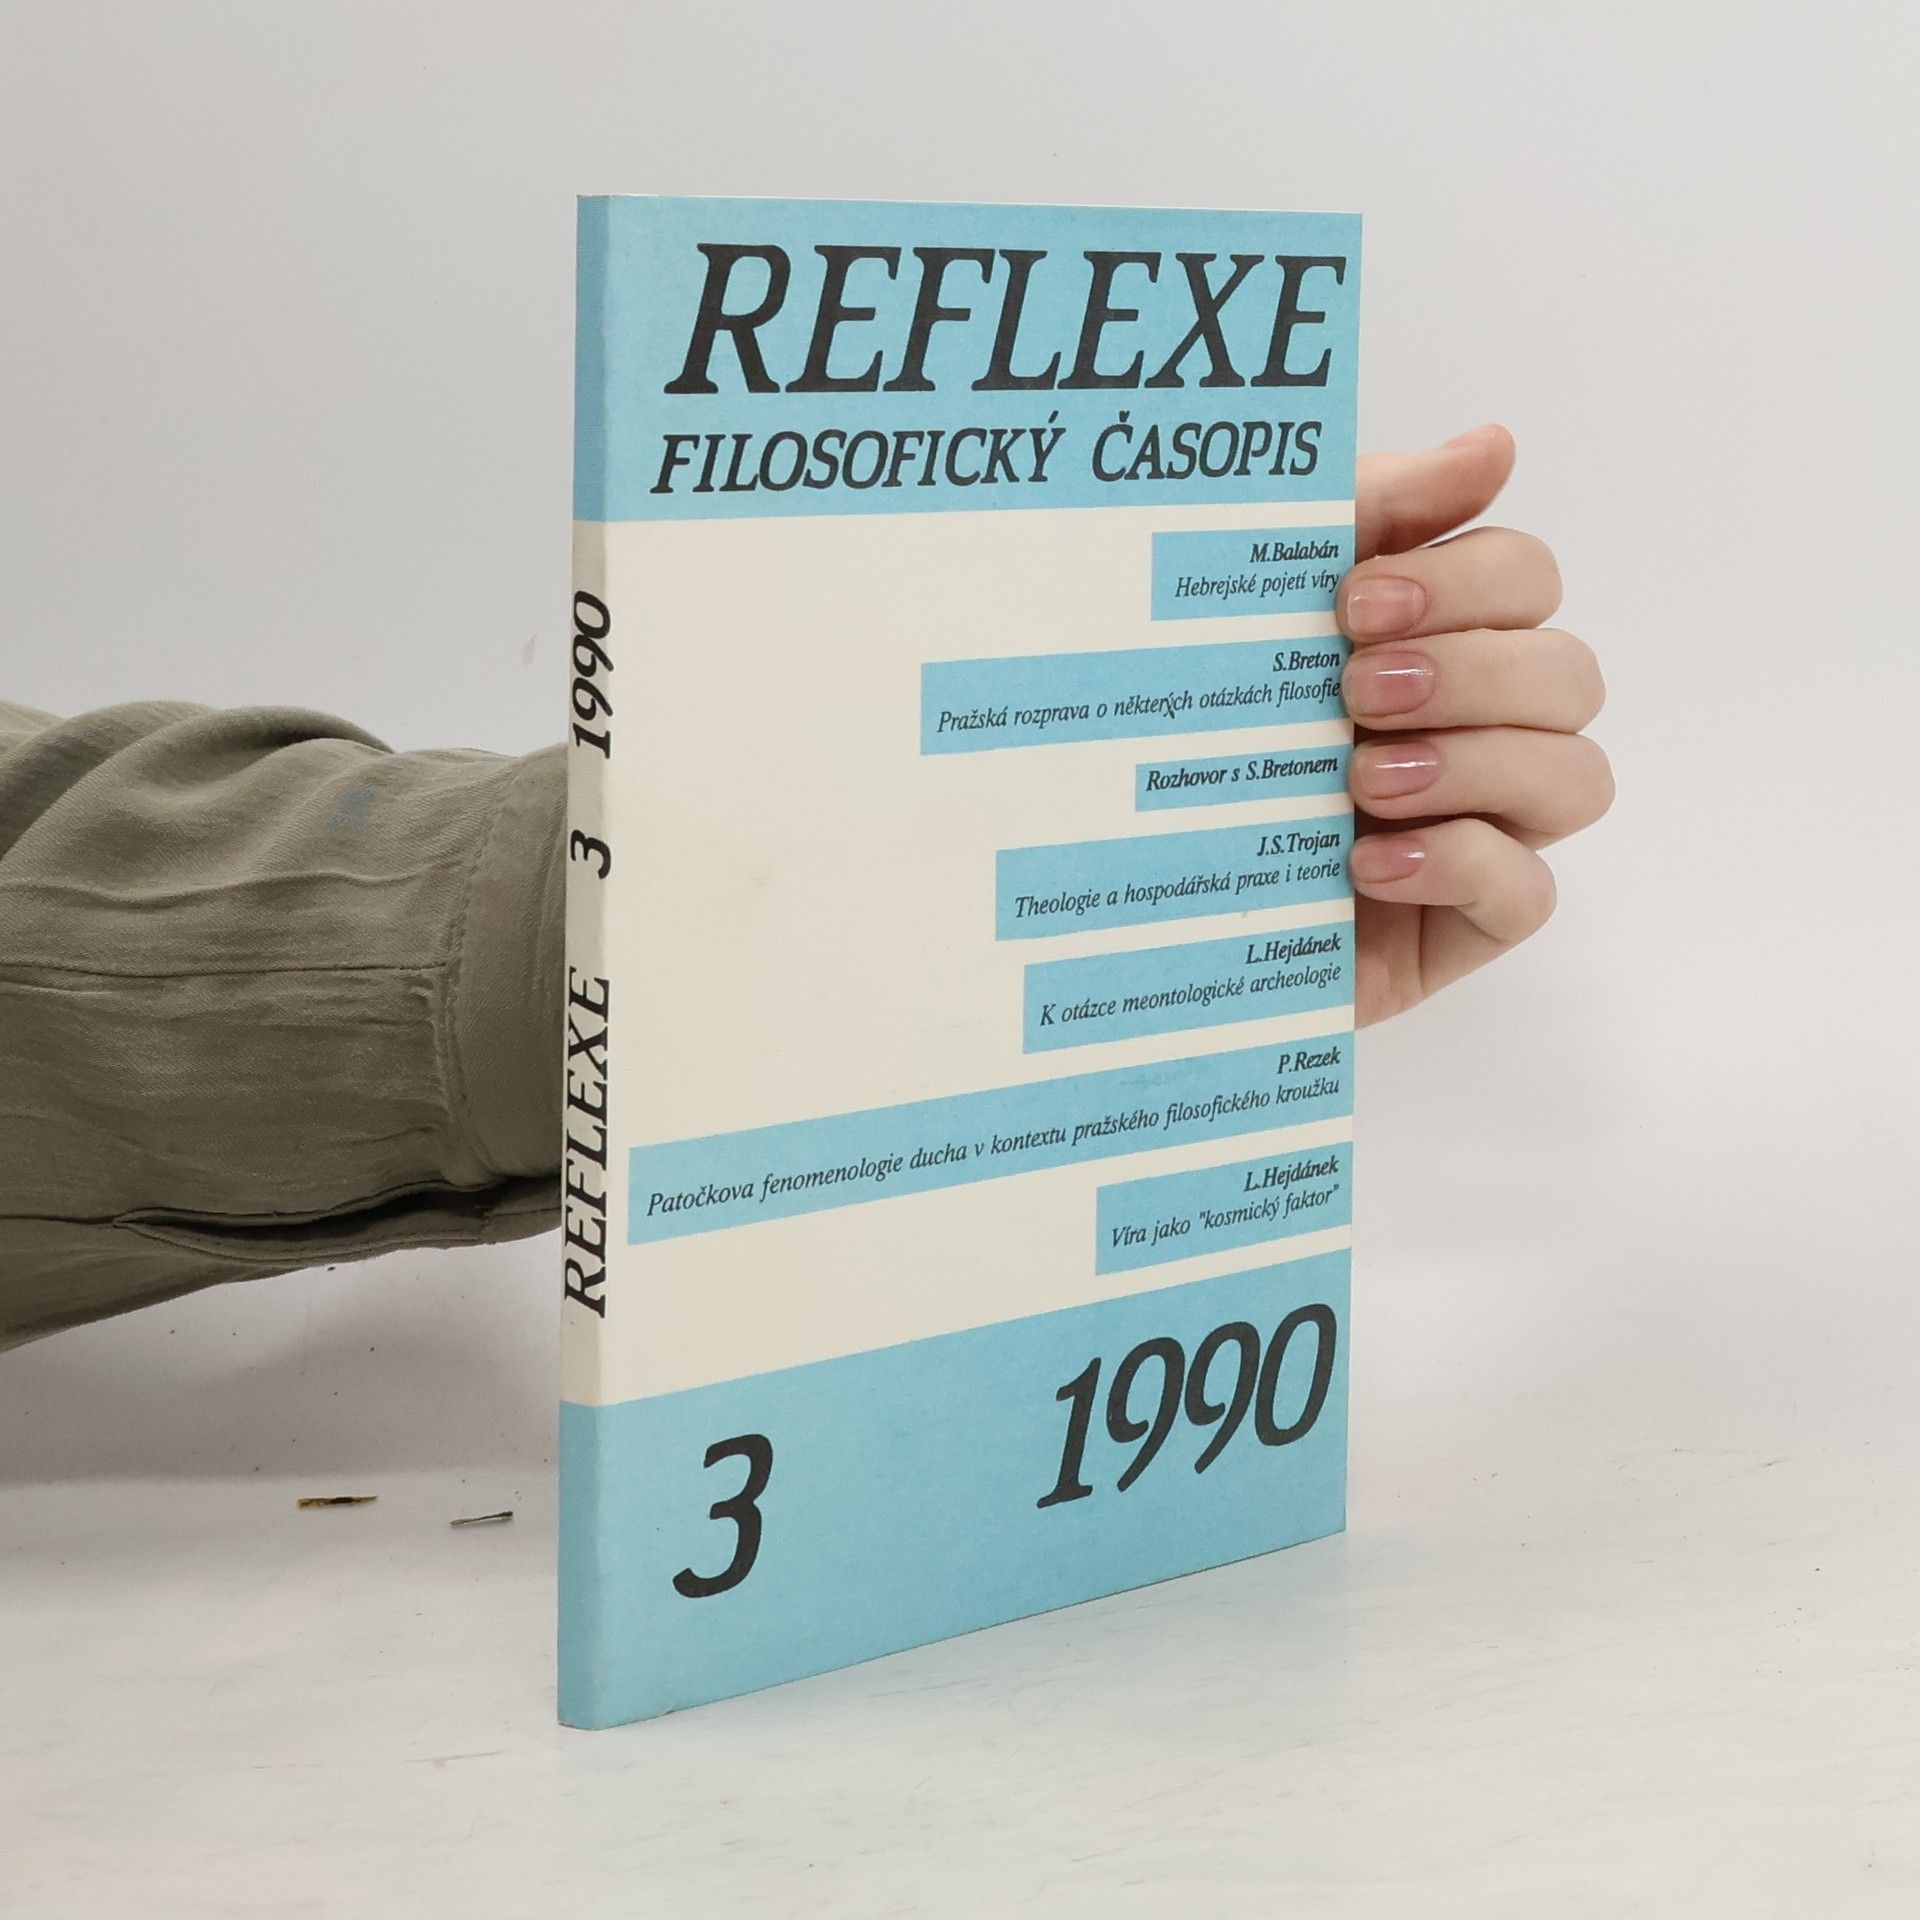 REFLEXE
FILOSOFICKÝ ČASOPIS
M.Balabán
Hebrejské pojetí víry
S.Breton
Pražská rozprava o některých otázkách filosofie
Rozhovor s S.Bretonem
J.S.Trojan
Theologie a hospodářská praxe i teorie
L.Hejdánek
K otázce meontologické archeologie
P.Rezek
Patočkova fenomenologie ducha v kontextu pražského filosofického kroužku
L.Hejdánek
Víra jako "kosmický faktor"
3 1990
REFLEXE 3 1990